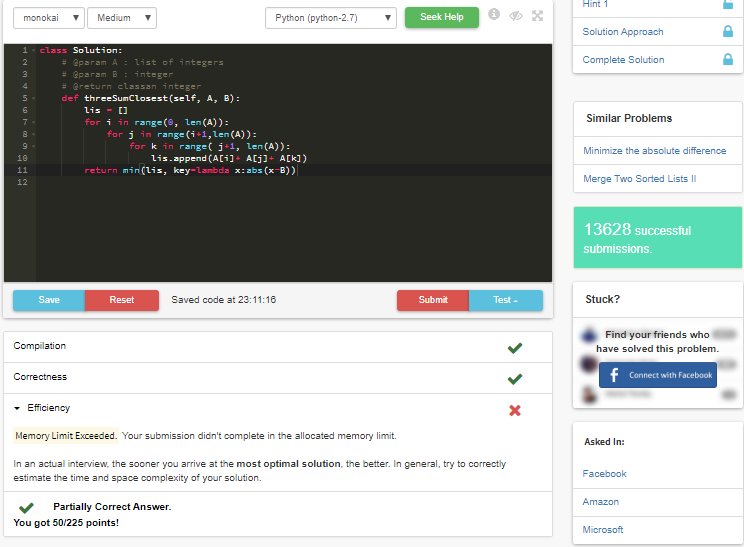 monokai
Medium
Python (python-2.7)
Seek Help
1 class Solution:
2 # @param A : list of integers
3 # @param B : integer
4 # @return classan integer
5 def threeSumClosest(self, A, B):
6 lis = []
7 for i in range(0, len(A)):
8 for j in range(i+1,len(A)):
9 for k in range( j+1, len(A)):
10 lis.append(A[i]+ A[j]+ A[k])
11 return min(lis, key=lambda x:abs(x-B))
12
Save
Reset
Saved code at 23:11:16
Submit
Test
Compilation
Correctness
Efficiency
Memory Limit Exceeded. Your submission didn't complete in the allocated memory limit.
In an actual interview, the sooner you arrive at the most optimal solution, the better. In general, try to correctly
estimate the time and space complexity of your solution.
Partially Correct Answer.
You got 50/225 points!
Hint 1
Solution Approach
Complete Solution
Similar Problems
Minimize the absolute difference
Merge Two Sorted Lists II
13628 successful
submissions.
Stuck?
Find your friends who
have solved this problem.
f Connect with Facebook
Asked In:
Facebook
Amazon
Microsoft